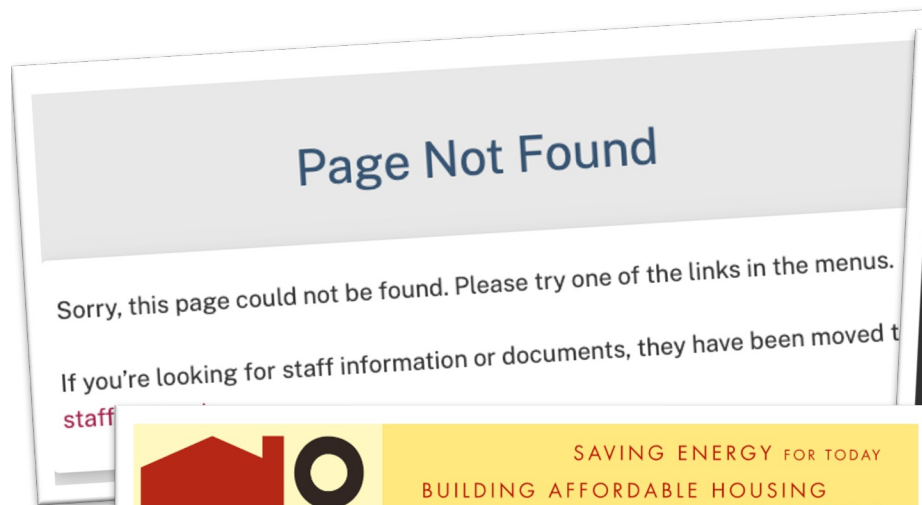 Page Not Found
Sorry, this page could not be found. Please try one of the links in the menus.
If you're looking for staff information or documents, they have been moved t
staff
SAVING ENERGY FOR TODAY
BUILDING AFFORDABLE HOUSING